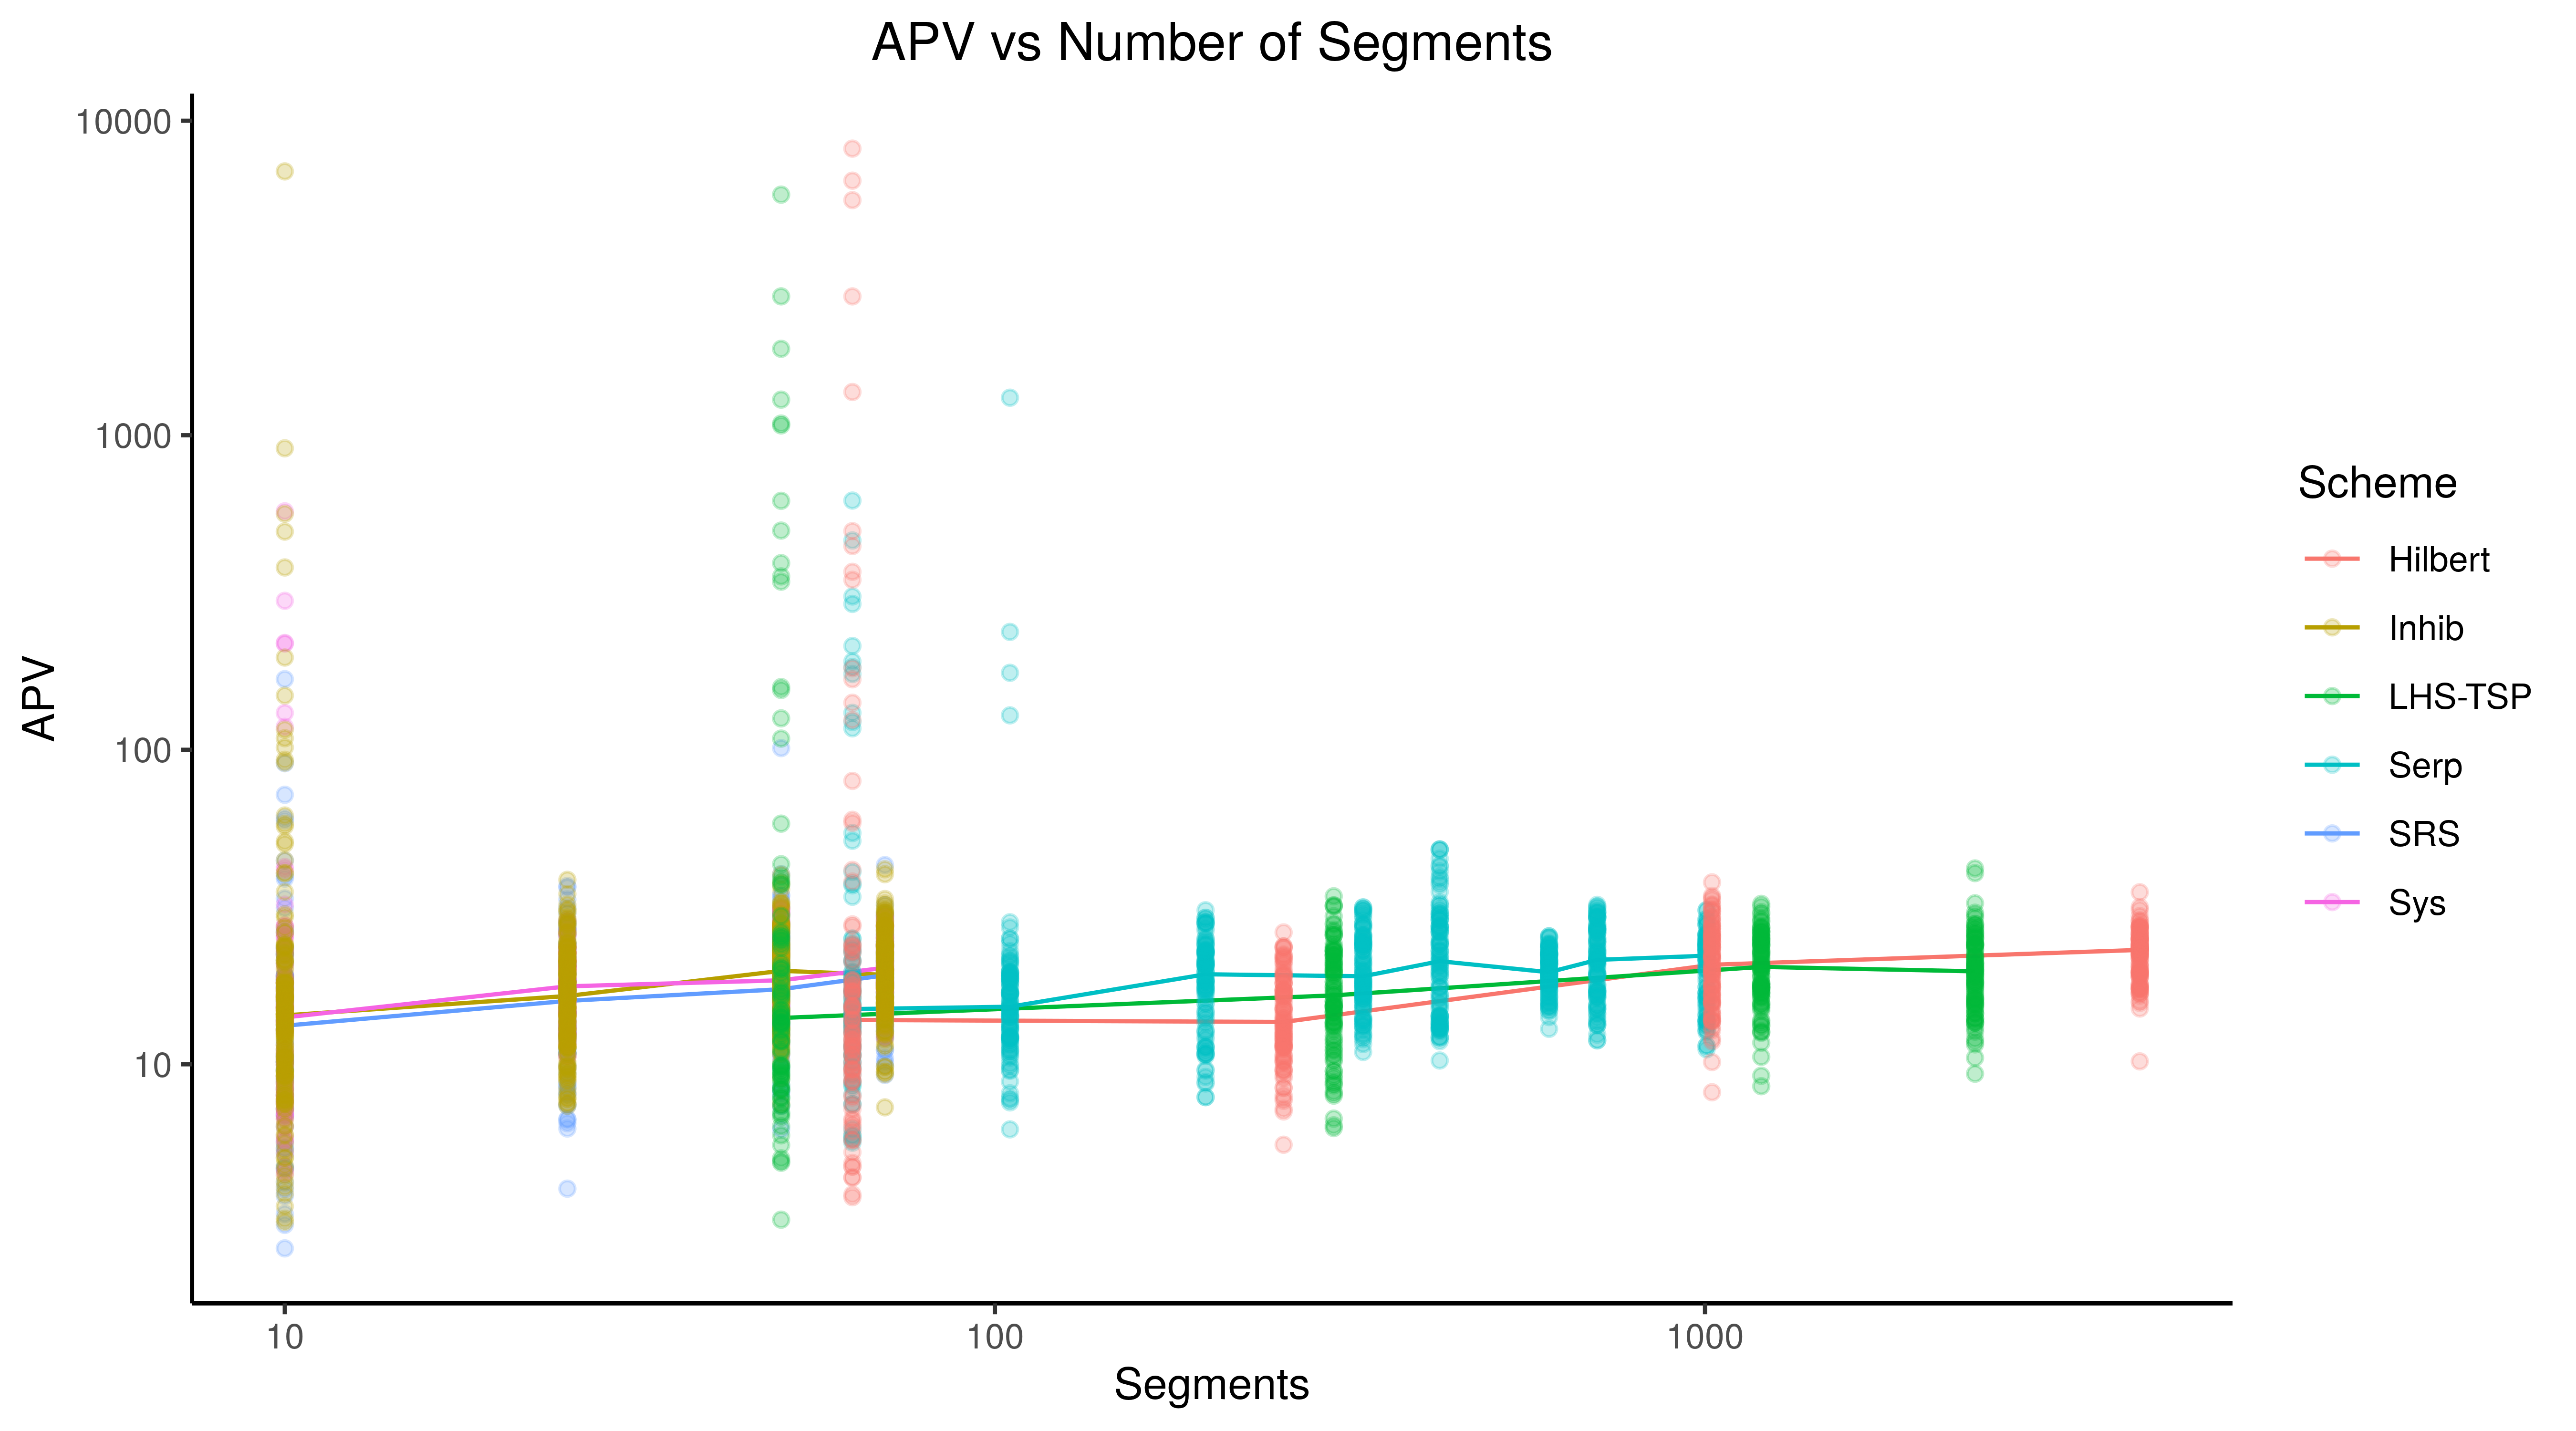 APV vs Number of Segments
APV
10000
1000
100
10
10
100
1000
Segments
Scheme
Hilbert
Inhib
LHS-TSP
Serp
SRS
Sys